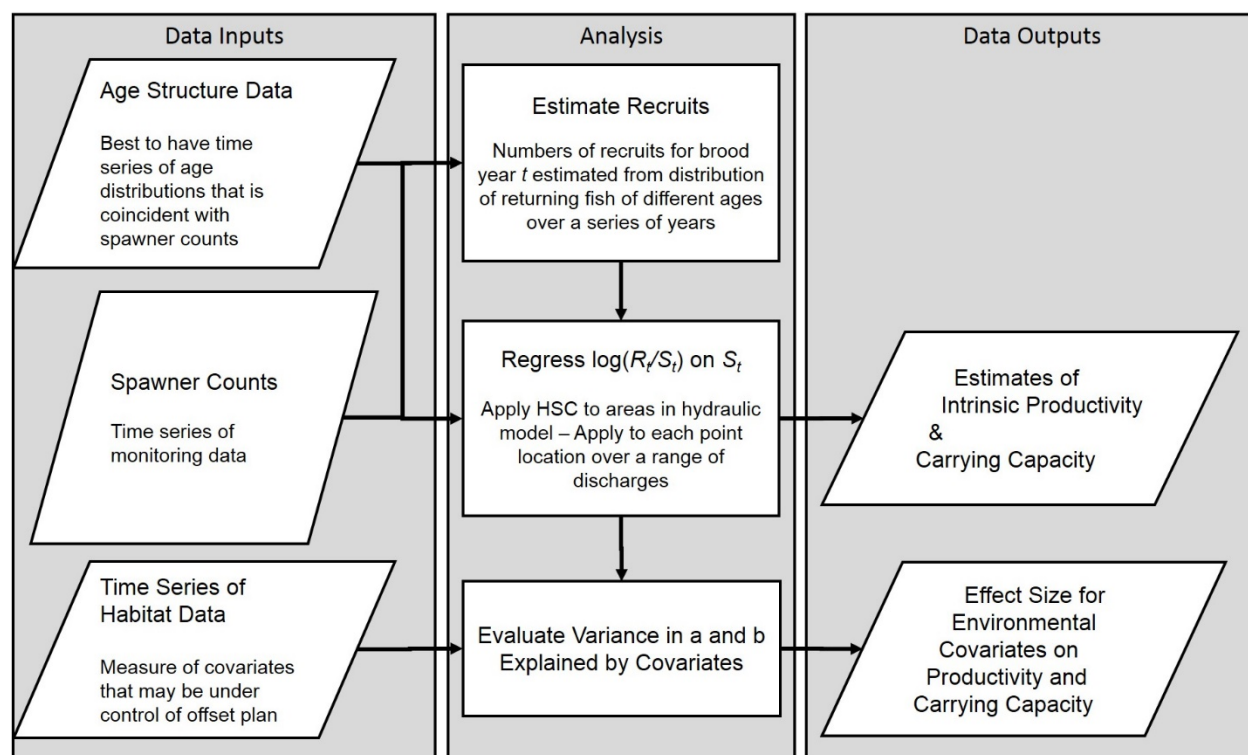 Data Inputs
Age Structure Data
Best to have time
series of age
distributions that is
coincident with
spawner counts
Spawner Counts
Time series of
monitoring data
Time Series of
Habitat Data
Measure of covariates
that may be under
control of offset plan
Analysis
Estimate Recruits
Numbers of recruits for brood
year t estimated from distribution
of returning fish of different ages
over a series of years
Regress log(Rt/St) on St
Apply HSC to areas in hydraulic
model – Apply to each point
location over a range of
discharges
Evaluate Variance in a and b
Explained by Covariates
Data Outputs
Estimates of
Intrinsic Productivity
&
Carrying Capacity
Effect Size for
Environmental
Covariates on
Productivity and
Carrying Capacity